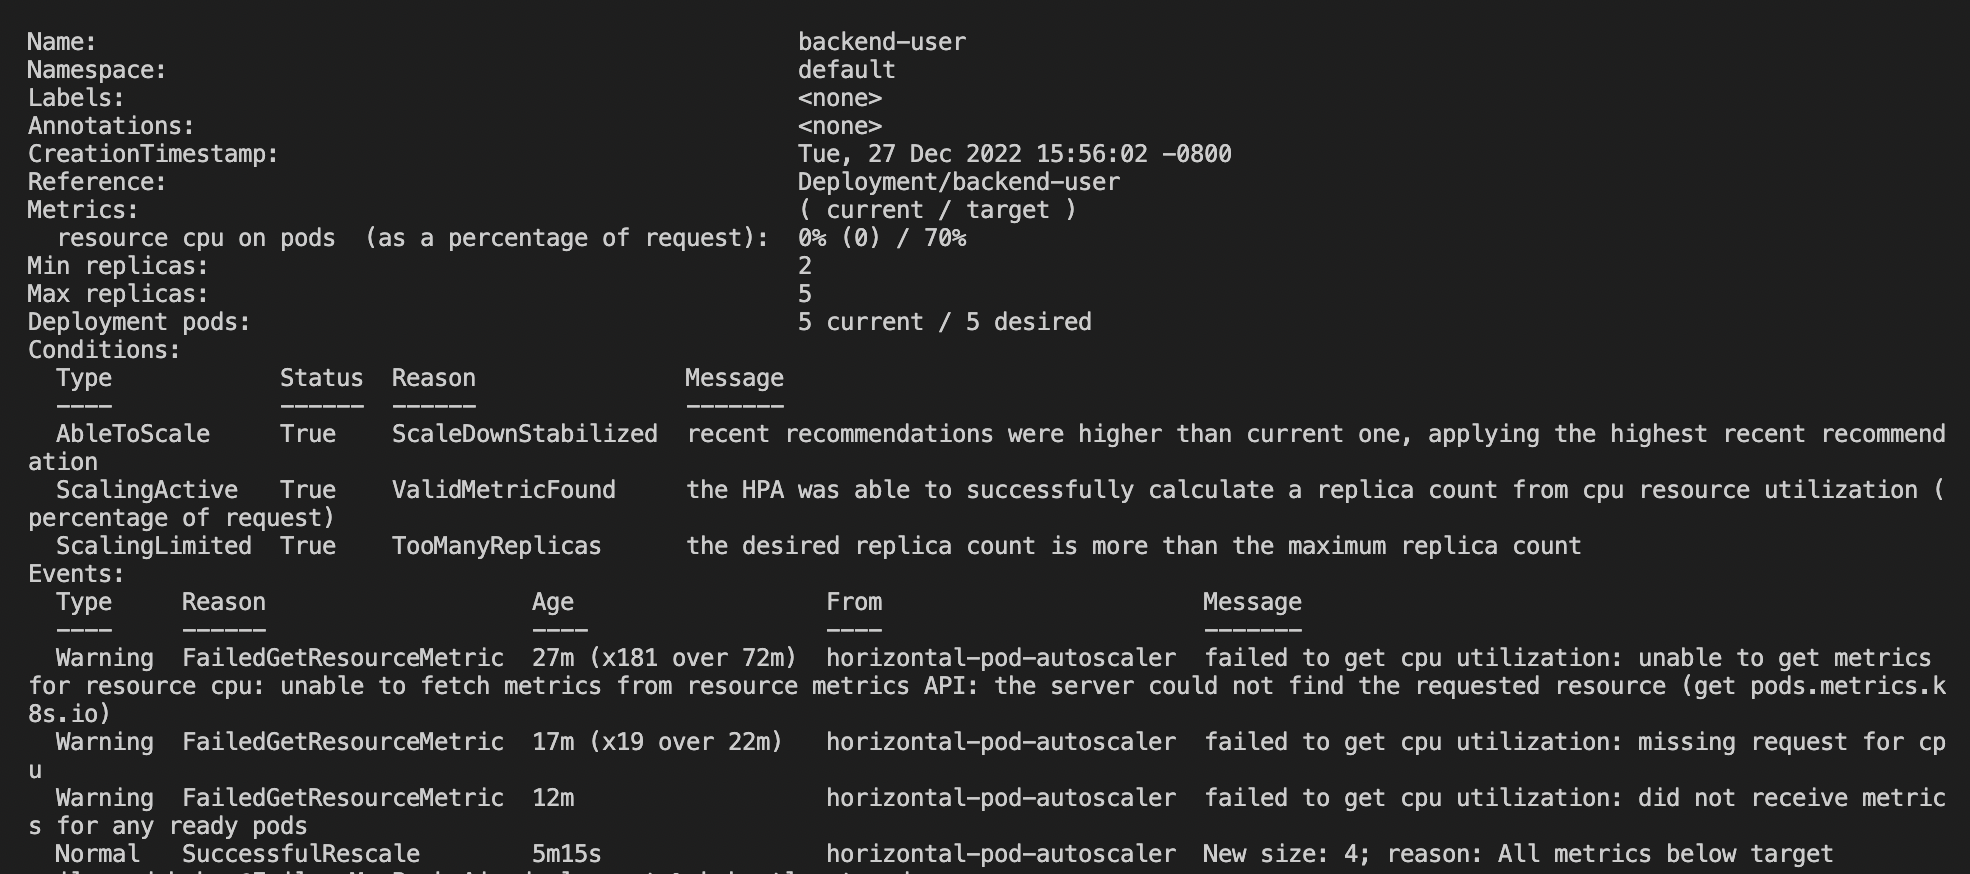 Name: backend-user
Namespace: default
Labels: <none>
Annotations: <none>
CreationTimestamp: Tue, 27 Dec 2022 15:56:02 -0800
Reference: Deployment/backend-user
Metrics: ( current / target )
resource cpu on pods (as a percentage of request): 0% (0) / 70%
Min replicas: 2
Max replicas: 5
Deployment pods: 5 current / 5 desired
Conditions:
Type Status Reason Message
---- ------ ------ -------
AbleToScale True ScaleDownStabilized recent recommendations were higher than current one, applying the highest recent recommend
ation
ScalingActive True ValidMetricFound the HPA was able to successfully calculate a replica count from cpu resource utilization (
percentage of request)
ScalingLimited True TooManyReplicas the desired replica count is more than the maximum replica count
Events:
Type Reason Age From Message
---- ------ ---- ---- -------
Warning FailedGetResourceMetric 27m (x181 over 72m) horizontal-pod-autoscaler failed to get cpu utilization: unable to get metrics
for resource cpu: unable to fetch metrics from resource metrics API: the server could not find the requested resource (get pods.metrics.k
8s.io)
Warning FailedGetResourceMetric 17m (x19 over 22m) horizontal-pod-autoscaler failed to get cpu utilization: missing request for cp
u
Warning FailedGetResourceMetric 12m horizontal-pod-autoscaler failed to get cpu utilization: did not receive metric
s for any ready pods
Normal SuccessfulRescale 5m15s horizontal-pod-autoscaler New size: 4; reason: All metrics below target